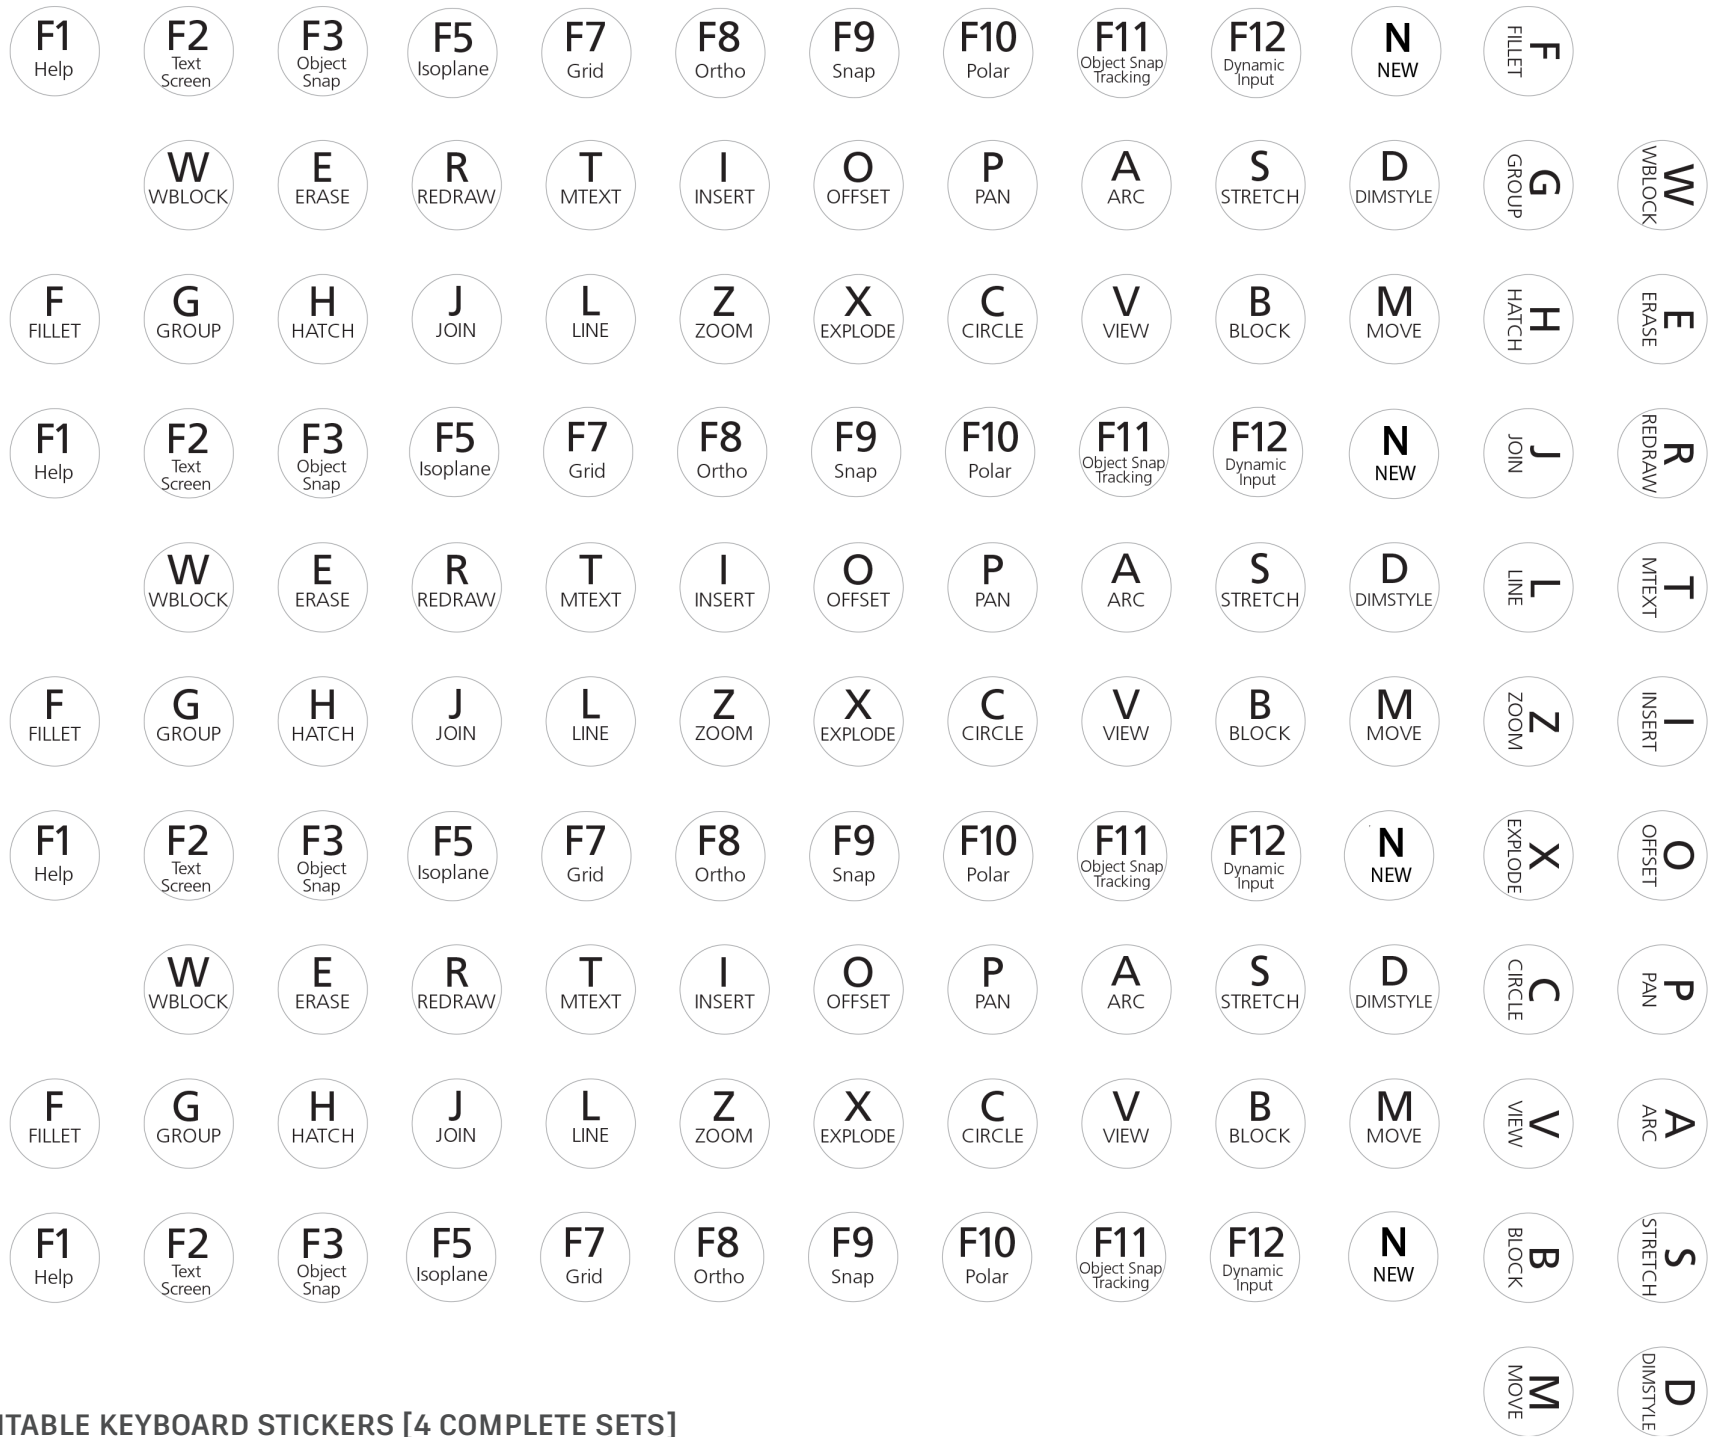 F1 F2 F3 F5 F7 F8 F9 F10 F11 F12 N F
Help Text Screen Object Snap Isoplane Grid Ortho Snap Polar Object Snap Tracking Dynamic Input NEW FILLET
W E R T I O P A S D G W
WBLOCK ERASE REDRAW MTEXT INSERT OFFSET PAN ARC STRETCH DIMSTYLE GROUP WBLOCK
F G H J L Z X C V B M H E
FILLET GROUP HATCH JOIN LINE ZOOM EXPLODE CIRCLE VIEW BLOCK MOVE HATCH ERASE
F1 F2 F3 F5 F7 F8 F9 F10 F11 F12 N J R
Help Text Screen Object Snap Isoplane Grid Ortho Snap Polar Object Snap Tracking Dynamic Input NEW JOIN REDRAW
W E R T I O P A S D L T
WBLOCK ERASE REDRAW MTEXT INSERT OFFSET PAN ARC STRETCH DIMSTYLE LINE MTEXT
F G H J L Z X C V B M Z I
FILLET GROUP HATCH JOIN LINE ZOOM EXPLODE CIRCLE VIEW BLOCK MOVE ZOOM INSERT
F1 F2 F3 F5 F7 F8 F9 F10 F11 F12 N X O
Help Text Screen Object Snap Isoplane Grid Ortho Snap Polar Object Snap Tracking Dynamic Input NEW EXPLODE OFFSET
W E R T I O P A S D C P
WBLOCK ERASE REDRAW MTEXT INSERT OFFSET PAN ARC STRETCH DIMSTYLE CIRCLE PAN
F G H J L Z X C V B M V A
FILLET GROUP HATCH JOIN LINE ZOOM EXPLODE CIRCLE VIEW BLOCK MOVE VIEW ARC
F1 F2 F3 F5 F7 F8 F9 F10 F11 F12 N B S
Help Text Screen Object Snap Isoplane Grid Ortho Snap Polar Object Snap Tracking Dynamic Input NEW BLOCK STRETCH
M D
MOVE DIMSTYLE
KEYBOARD STICKERS [4 COMPLETE SETS]